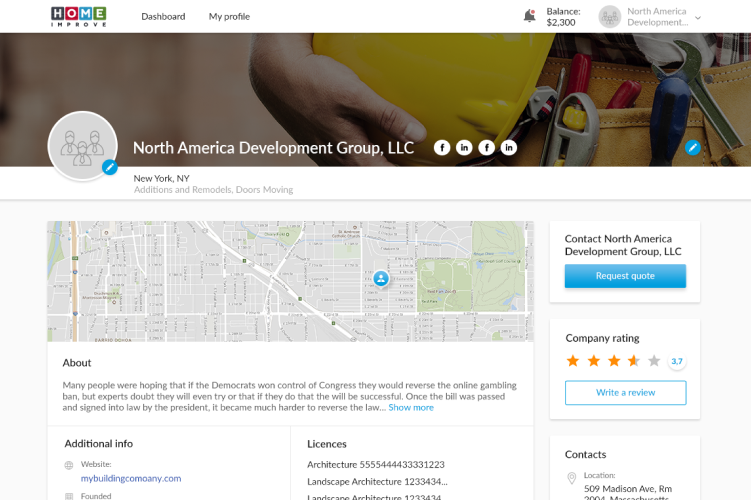 HOME
IMPROVE
Dashboard
My profile
Balance:
$2,300
North America
Development...
North America Development Group, LLC
New York, NY
Additions and Remodels, Doors Moving
About
Many people were hoping that if the Democrats won control of Congress they would reverse the online gambling
ban, but experts doubt they will even try or that if they do that the will be successful. Once the bill was passed
and signed into law by the president, it became much harder to reverse the law... Show more
Additional info
Website:
mybuildingcomoany.com
Founded
Licences
Architecture 5555444433331223
Landscape Architecture 1233434...
Landscape Architecture 1233434
Contact North America
Development Group, LLC
Request quote
Company rating
3,7
Write a review
Contacts
Location:
509 Madison Ave, Rm
2004, Massachusetts